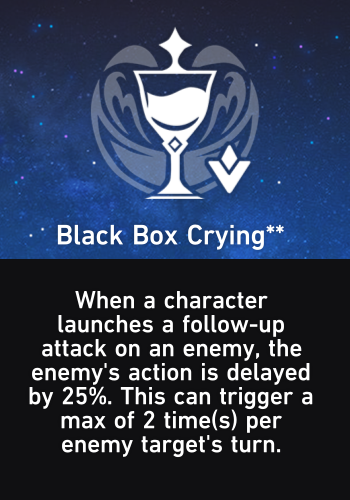 Black Box Crying**
When a character
launches a follow-up
attack on an enemy, the
enemy's action is delayed
by 25%. This can trigger a
max of 2 time(s) per
enemy target's turn.